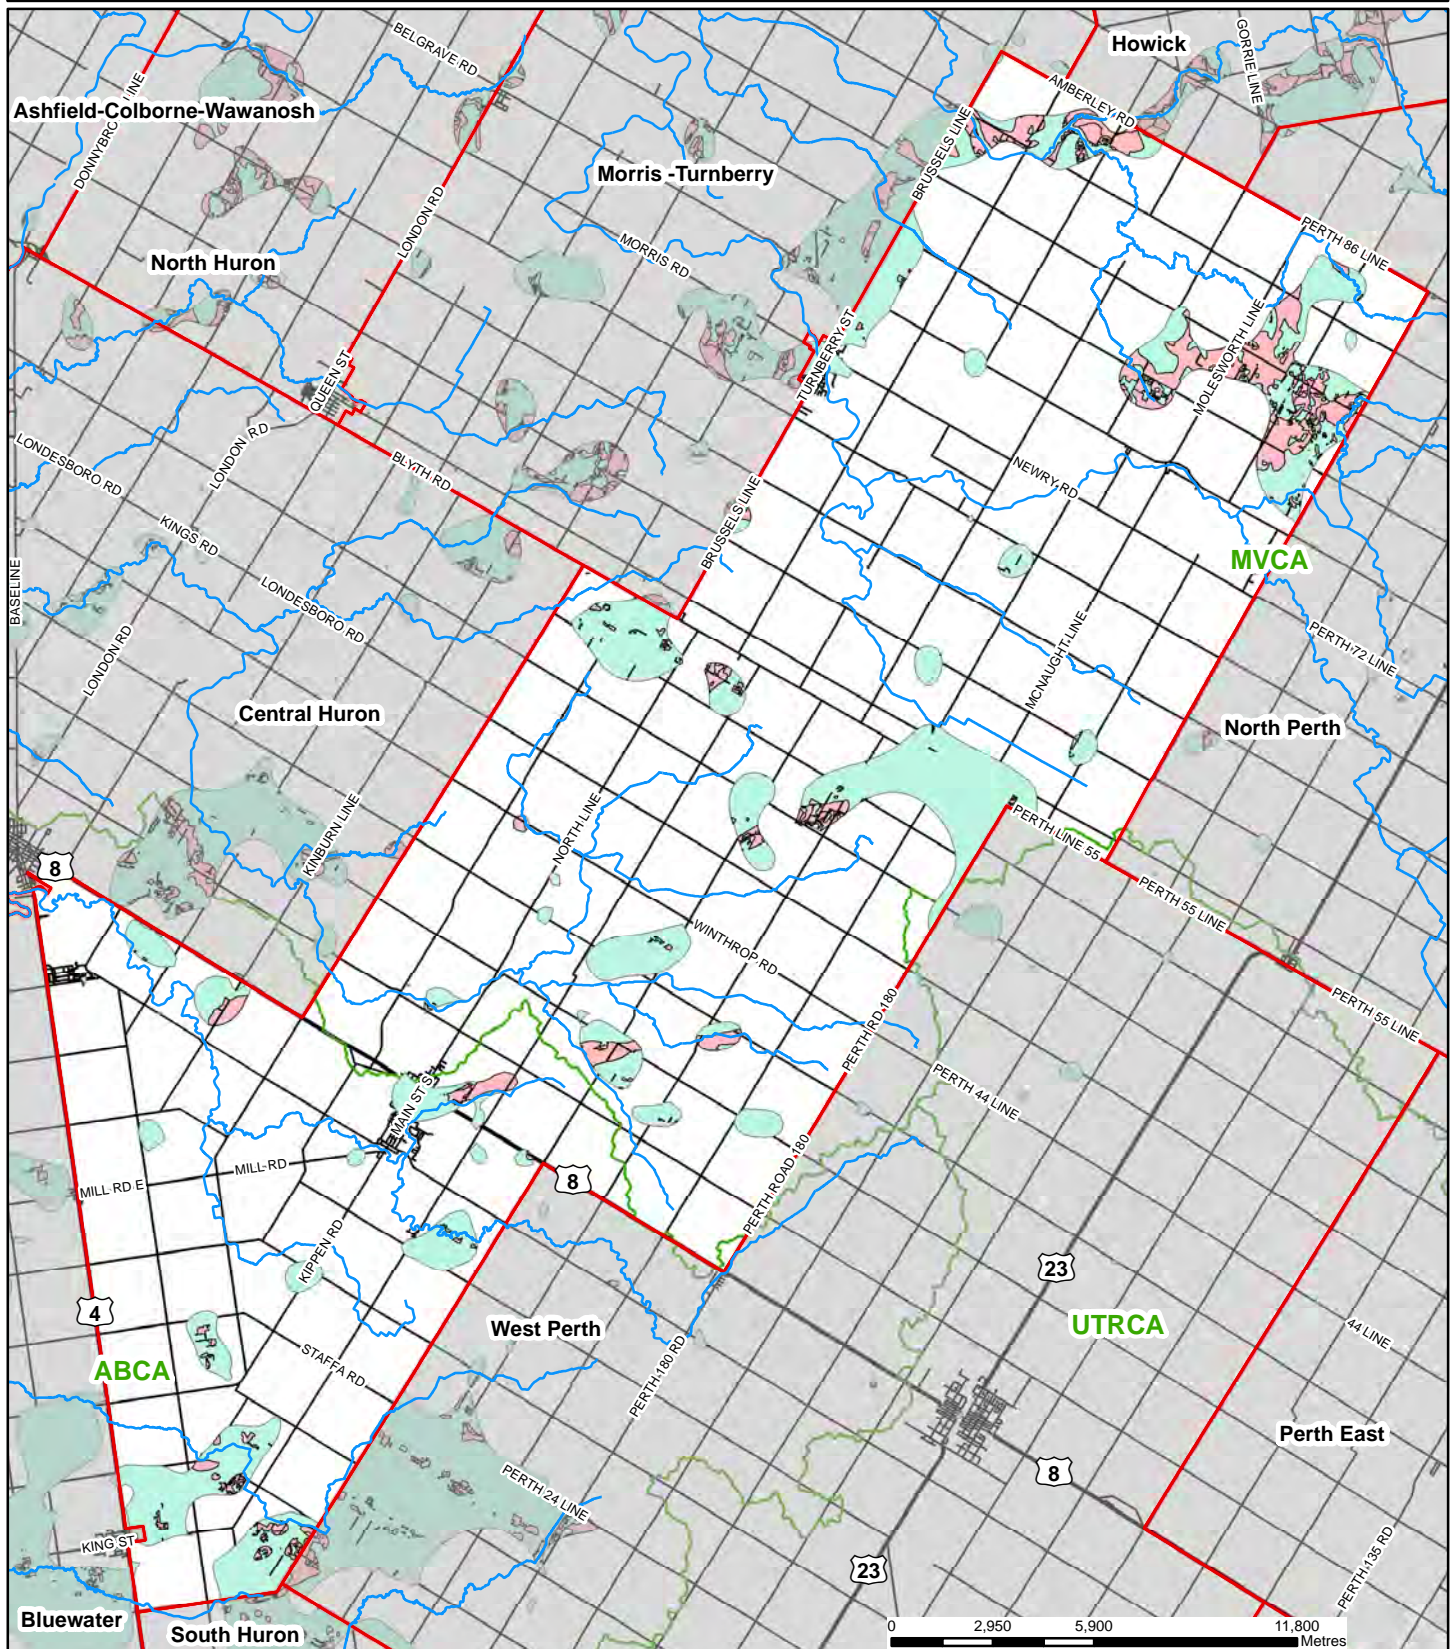 Howick
BELGRAVE RD
GORRIE LINE
AMBERLEY RD
Ashfield-Colborne-Wawanosh
BRUSSELS LINE
Morris -Turnberry
LONDON RD
MORRIS RD
PERTH 86 LINE
North Huron
MOLESWORTH LINE
TURNBERRY ST
QUEEN ST
LONDON RD
LONDESBORO RD
BLYTH RD
NEWRY RD
KINGS RD
BRUSSELS LINE
MVCA
BASELINE
LONDESBORO RD
LONDON RD
PERTH 72 LINE
MCNAUGHT LINE
Central Huron
North Perth
KINBURN LINE
NORTH LINE
PERTH LINE 55
8
PERTH 55 LINE
WINTHROP RD
PERTH 55 LINE
PERTH RD 180
PERTH 44 LINE
MAIN ST S
MILL RD
MILL RD E
8
PERTH ROAD 180
KIPPEN RD
23
4
West Perth
UTRCA
44 LINE
ABCA
STAFFA RD
PERTH 180 RD
Perth East
8
PERTH 24 LINE
KING ST
23
PERTH 135 RD
Bluewater
South Huron
0 2,950 5,900 11,800
Metres